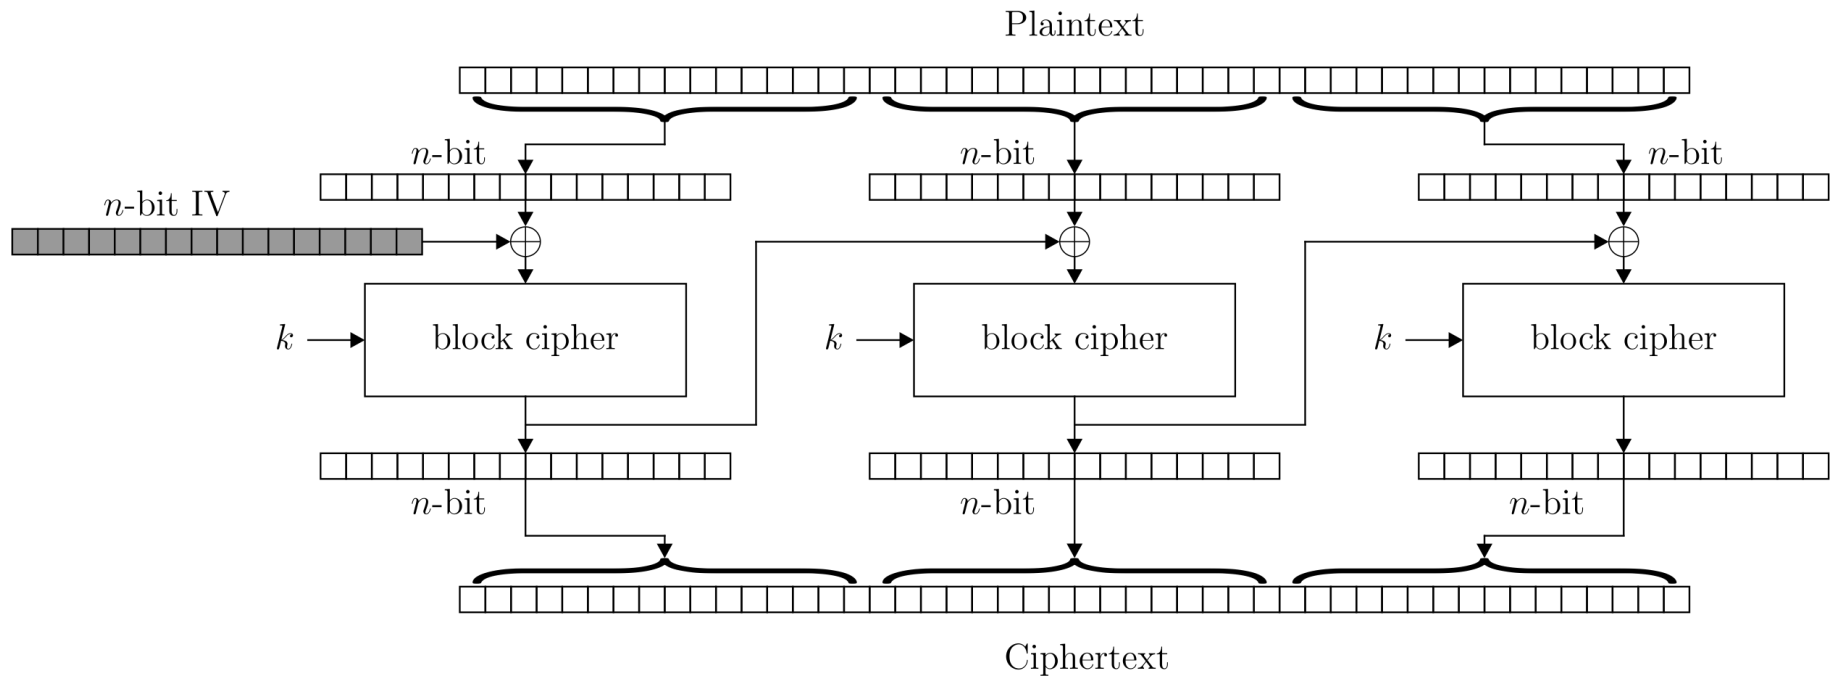 Plaintext
n-bit n-bit n-bit
n-bit IV
k block cipher k block cipher k block cipher
n-bit n-bit n-bit
Ciphertext